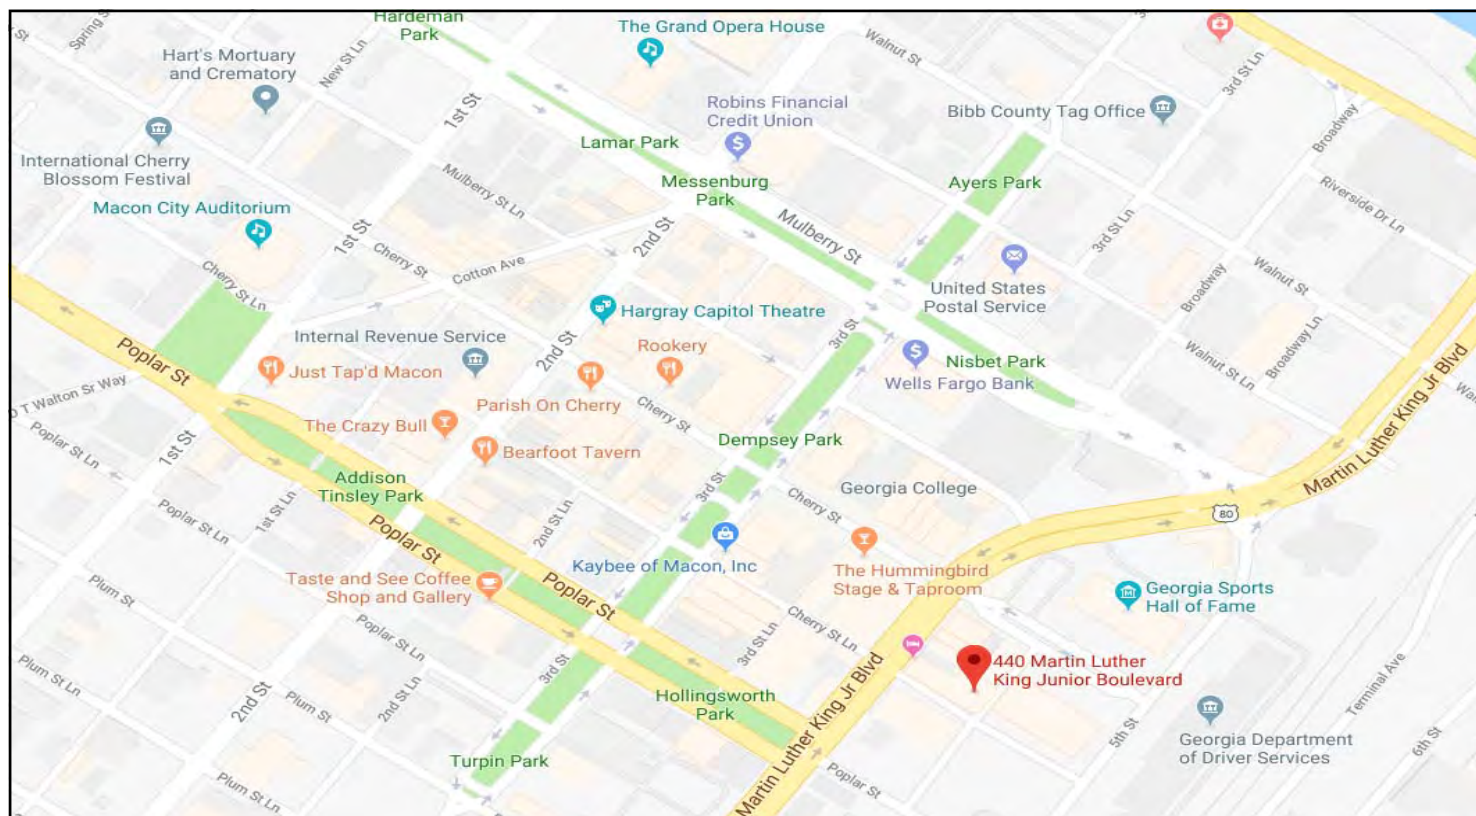 Hardeman
Park
The Grand Opera House
Spring St
Hart's Mortuary
and Crematory
New St Ln
1st St
Walnut St
3rd St Ln
Robins Financial
Credit Union
Bibb County Tag Office
Broadway
International Cherry
Blossom Festival
Lamar Park
Messenburg
Park
Ayers Park
Mulberry St Ln
Riverside Dr Ln
Macon City Auditorium
1st St
2nd St
Mulberry St
3rd St Ln
Cherry St
Cotton Ave
Cherry St Ln
United States
Postal Service
Broadway
Walnut St
Hargray Capitol Theatre
Internal Revenue Service
2nd St
Rookery
3rd St
Nisbet Park
Wells Fargo Bank
Broadway Ln
Walnut St Ln
Poplar St
Just Tap'd Macon
D T Walton Sr Way
Parish On Cherry
Cherry St
The Crazy Bull
Bearfoot Tavern
Dempsey Park
Martin Luther King Jr Blvd
Poplar St Ln
1st St
Addison
Tinsley Park
3rd St
Georgia College
Cherry St
80
Poplar St Ln
1st St Ln
2nd St Ln
Poplar St
Kaybee of Macon, Inc
The Hummingbird
Stage & Taproom
Taste and See Coffee
Shop and Gallery
Poplar St
Georgia Sports
Hall of Fame
Plum St
Poplar St Ln
Cherry St Ln
3rd St Ln
440 Martin Luther
King Junior Boulevard
Plum St Ln
2nd St
2nd St Ln
3rd St
Hollingsworth
Park
Martin Luther King Jr Blvd
Terminal Ave
Plum St
5th St
6th St
Georgia Department
of Driver Services
Turpin Park
Plum St Ln
Poplar St